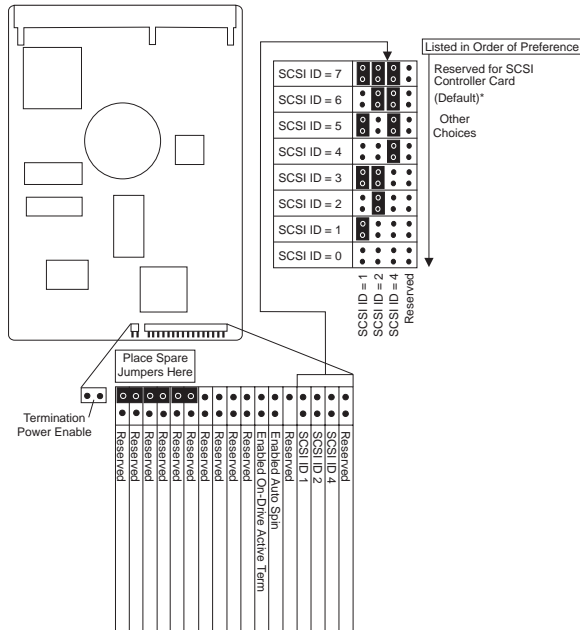 Listed in Order of Preference
SCSI ID = 7
Reserved for SCSI
Controller Card
SCSI ID = 6
(Default)*
SCSI ID = 5
Other
Choices
SCSI ID = 4
SCSI ID = 3
SCSI ID = 2
SCSI ID = 1
SCSI ID = 0
SCSI ID = 1
SCSI ID = 2
SCSI ID = 4
Reserved
Place Spare
Jumpers Here
Termination
Power Enable
Reserved
Reserved
Reserved
Reserved
Reserved
Reserved
Reserved
Reserved
Reserved
Reserved
Enabled On-Drive Active Term
Enabled Auto Spin
Reserved
SCSI ID 1
SCSI ID 2
SCSI ID 4
Reserved